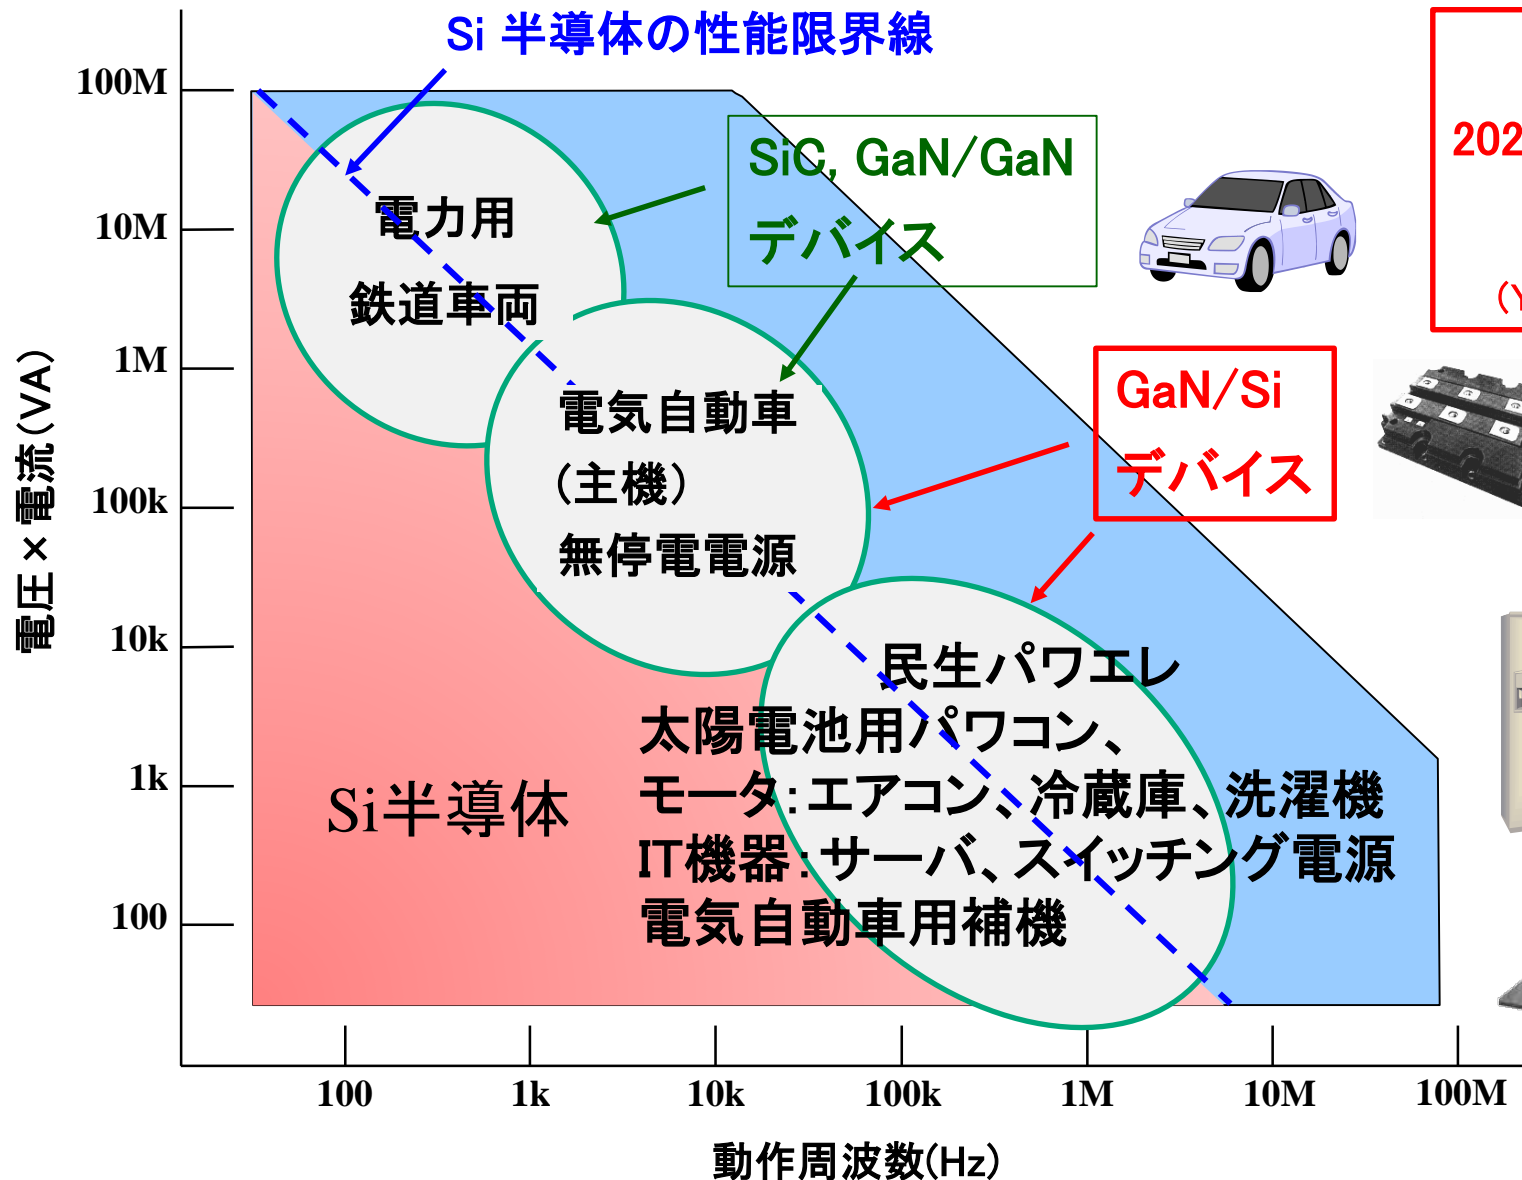 Si 半導体の性能限界線
100M
10M
1M
100k
10k
1k
100
電圧×電流(VA)
SiC, GaN/GaN
デバイス
202
(Y
GaN/Si
デバイス
電力用
鉄道車両
電気自動車
(主機)
無停電電源
民生パワエレ
太陽電池用パワコン、
モータ:エアコン、冷蔵庫、洗濯機
IT機器:サーバ、スイッチング電源
電気自動車用補機
Si半導体
100
1k
10k
100k
1M
10M
100M
動作周波数(Hz)